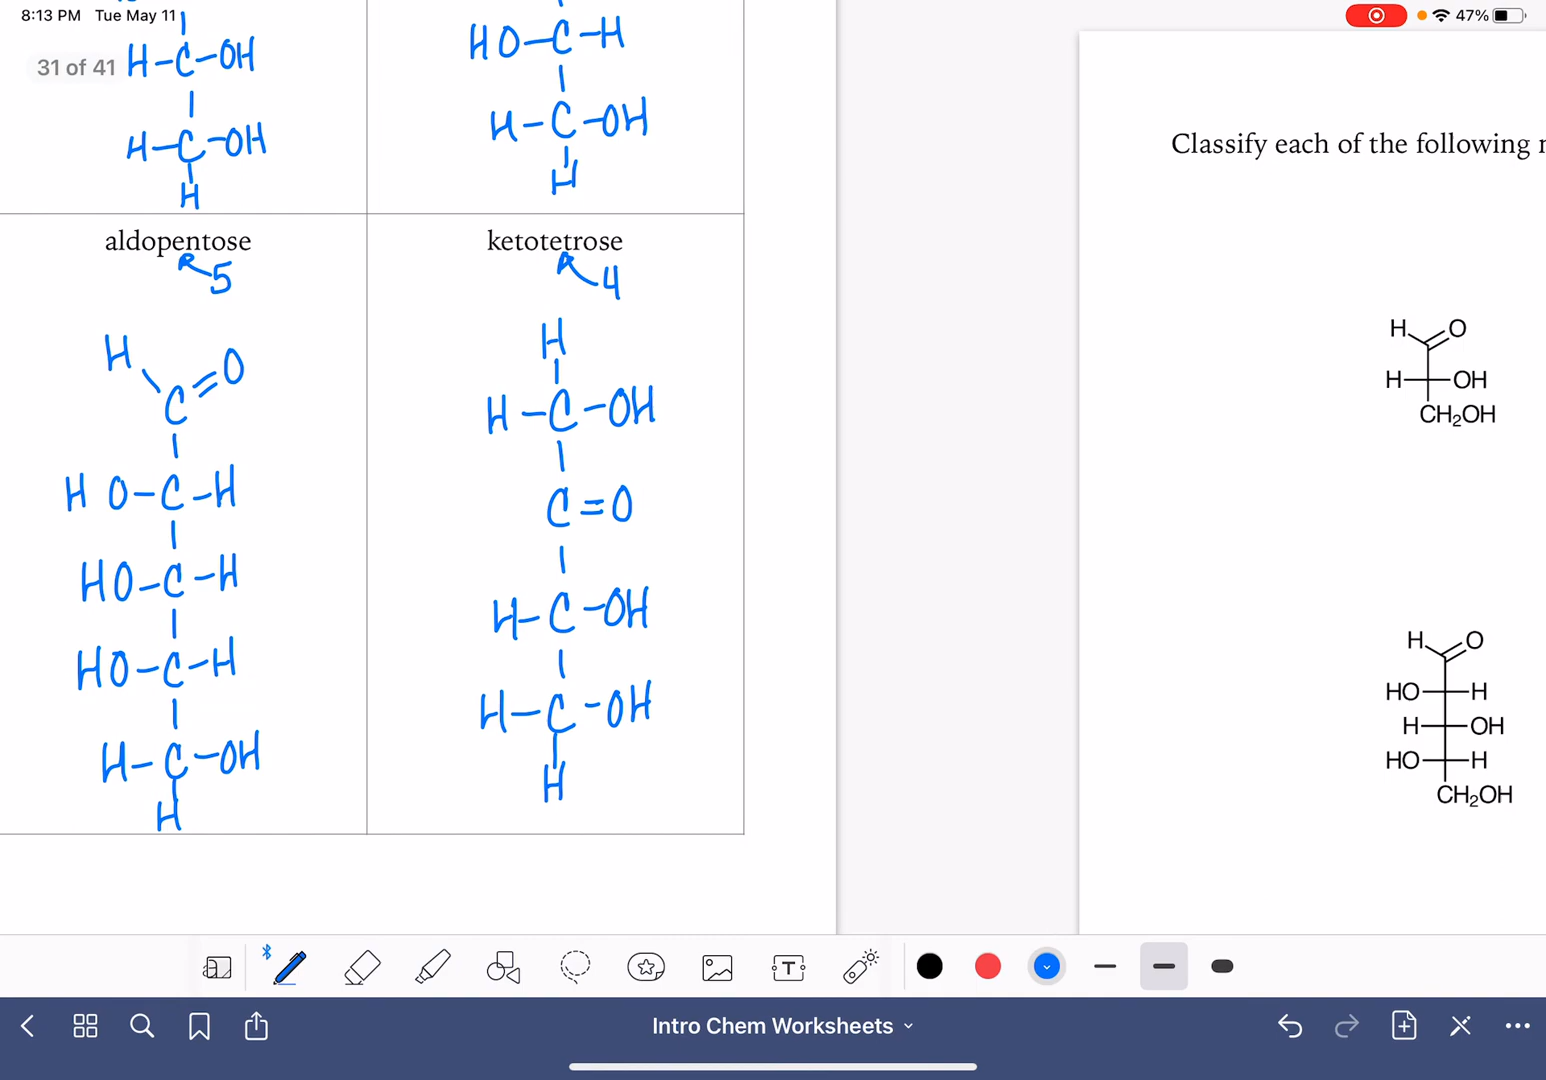 8:13 PM Tue May 11
47%
31 of 41
H-C-OH
H-C-OH
H
HO-C-H
H-C-OH
H
aldopentose
5
H
C=O
HO-C-H
HO-C-H
HO-C-H
H-C-OH
H
ketotetrose
4
H
H-C-OH
C=O
H-C-OH
H-C-OH
H
Classify each of the following
H O
H OH
CH₂OH
H O
HO H
H OH
HO H
CH₂OH
T
Intro Chem Worksheets